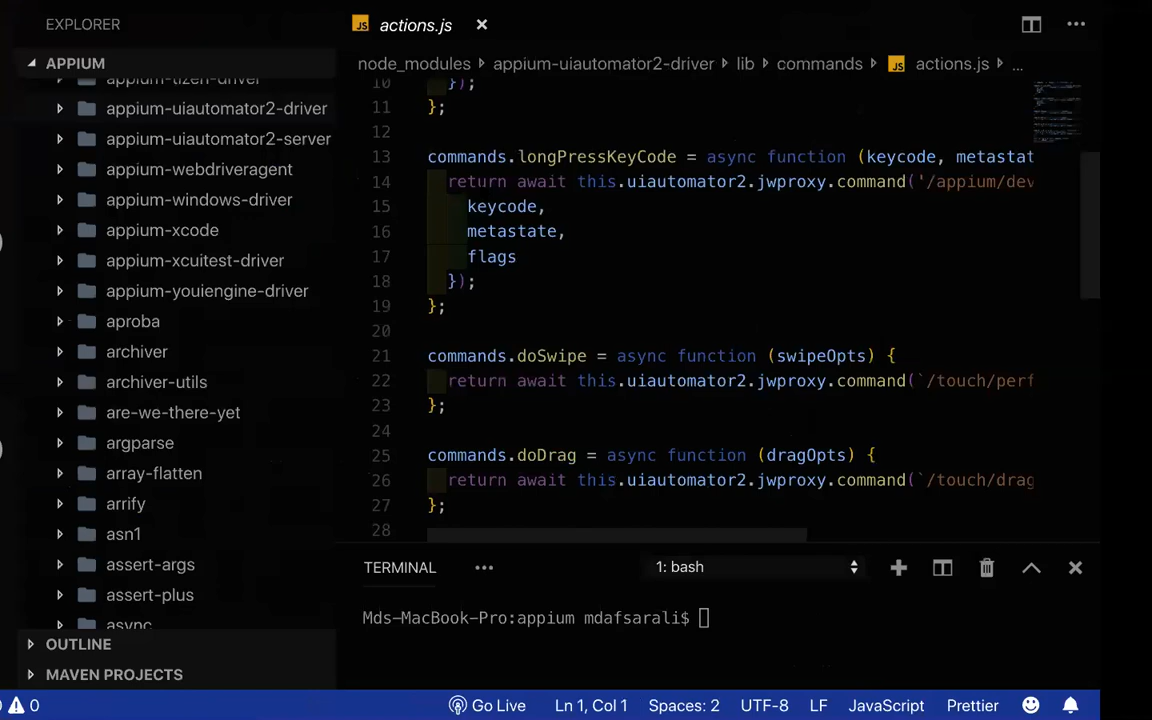 EXPLORER
APPIUM
appium-tizen-driver
appium-uiautomator2-driver
appium-uiautomator2-server
appium-webdriveragent
appium-windows-driver
appium-xcode
appium-xcuitest-driver
appium-youiengine-driver
aproba
archiver
archiver-utils
are-we-there-yet
argparse
array-flatten
arrify
asn1
assert-args
assert-plus
async
OUTLINE
MAVEN PROJECTS
JS actions.js
node_modules appium-uiautomator2-driver lib commands JS actions.js ...
10 });
11 };
12
13 commands.longPressKeyCode = async function (keycode, metastat
14 return await this.uiautomator2.jwproxy.command('/appium/dev
15 keycode,
16 metastate,
17 flags
18 });
19 };
20
21 commands.doSwipe = async function (swipeOpts) {
22 return await this.uiautomator2.jwproxy.command(`/touch/perf
23 };
24
25 commands.doDrag = async function (dragOpts) {
26 return await this.uiautomator2.jwproxy.command(`/touch/drag
27 };
28
TERMINAL ... 1: bash
Mds-MacBook-Pro:appium mdafsarali$
0 Go Live Ln 1, Col 1 Spaces: 2 UTF-8 LF JavaScript Prettier